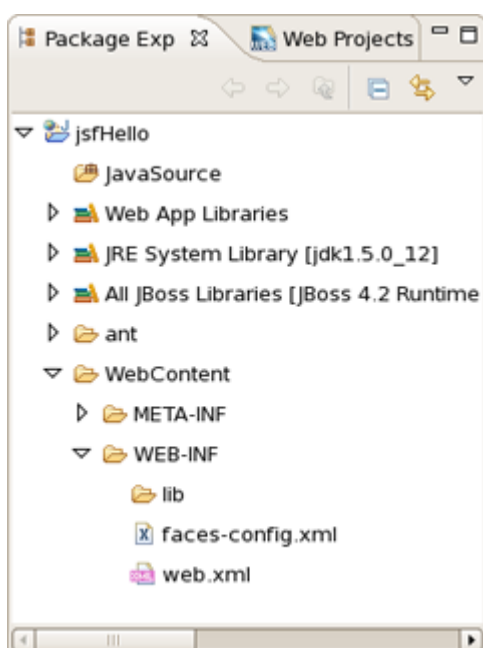 Package Exp Web Projects
jsfHello
JavaSource
Web App Libraries
JRE System Library [jdk1.5.0_12]
All JBoss Libraries [JBoss 4.2 Runtime
ant
WebContent
META-INF
WEB-INF
lib
faces-config.xml
web.xml